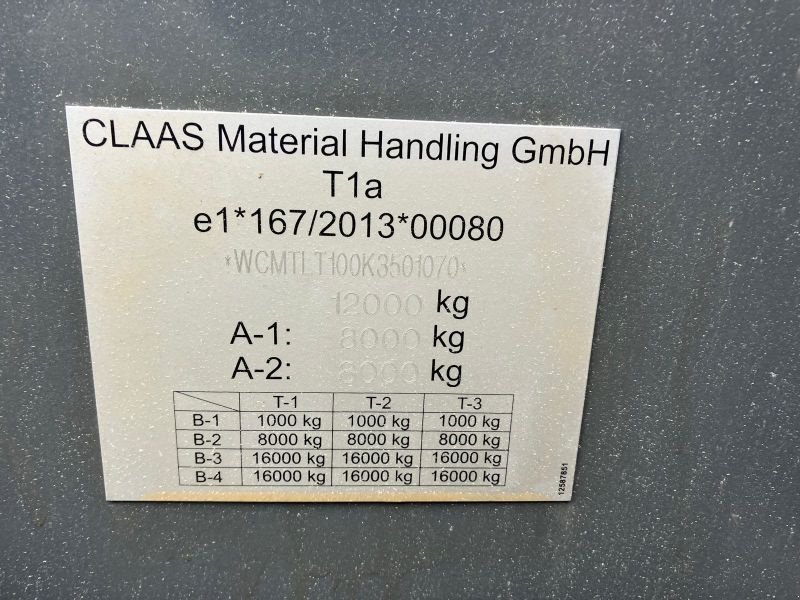 CLAAS Material Handling GmbH
T1a
e1*167/2013*00080
*WCMTLT100K3501070*
12000 kg
A-1: 8000 kg
A-2: 8000 kg
T-1 T-2 T-3
B-1 1000 kg 1000 kg 1000 kg
B-2 8000 kg 8000 kg 8000 kg
B-3 16000 kg 16000 kg 16000 kg
B-4 16000 kg 16000 kg 16000 kg
12587851